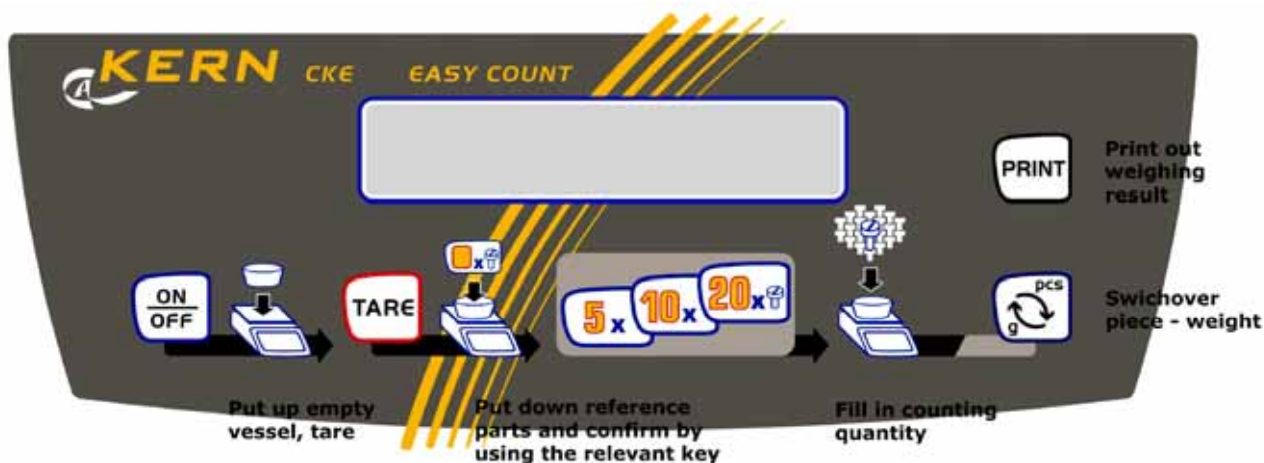 KERN CKE EASY COUNT
PRINT
Print out
weighing
result
ON
OFF
TARE
0x
5x
10x
20x
pcs
g
Swichover
piece - weight
Put up empty
vessel, tare
Put down reference
parts and confirm by
using the relevant key
Fill in counting
quantity